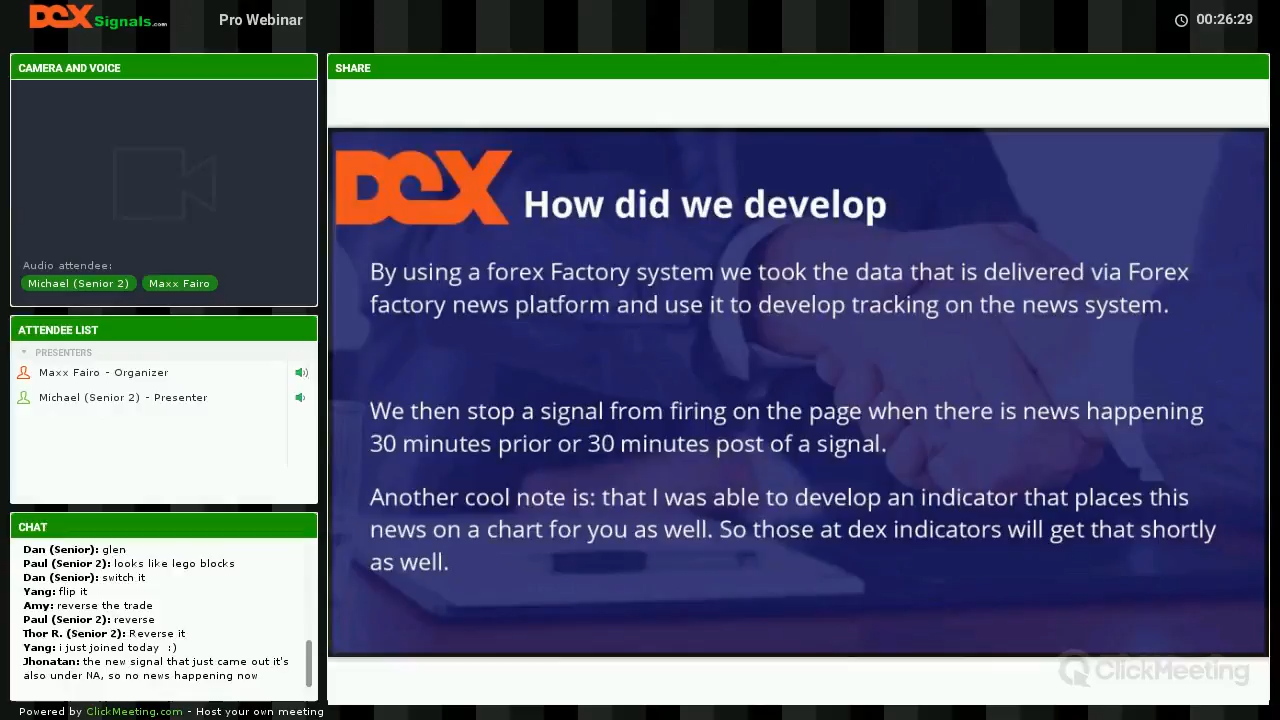 DEX
Signals.com
Pro Webinar
00:26:29
CAMERA AND VOICE
Audio attendee:
Michael (Senior 2)
Maxx Fairo
ATTENDEE LIST
PRESENTERS
Maxx Fairo - Organizer
Michael (Senior 2) - Presenter
CHAT
Dan (Senior): glen
Paul (Senior 2): looks like lego blocks
Dan (Senior): switch it
Yang: flip it
Amy: reverse the trade
Paul (Senior 2): reverse
Thor R. (Senior 2): Reverse it
Yang: i just joined today :)
Jhonatan: the new signal that just came out it's
also under NA, so no news happening now
Powered by ClickMeeting.com - Host your own meeting
SHARE
DEX
How did we develop
By using a forex Factory system we took the data that is delivered via Forex
factory news platform and use it to develop tracking on the news system.
We then stop a signal from firing on the page when there is news happening
30 minutes prior or 30 minutes post of a signal.
Another cool note is: that I was able to develop an indicator that places this
news on a chart for you as well. So those at dex indicators will get that shortly
as well.
ClickMeeting